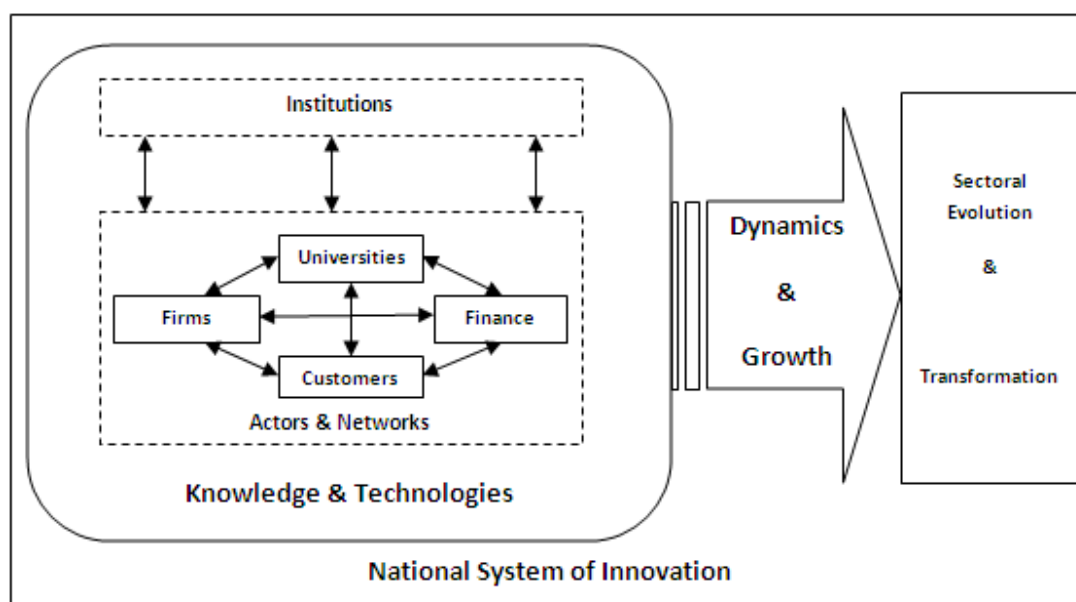 Institutions
Universities
Firms
Finance
Customers
Actors & Networks
Knowledge & Technologies
Dynamics
&
Growth
Sectoral
Evolution
&
Transformation
National System of Innovation